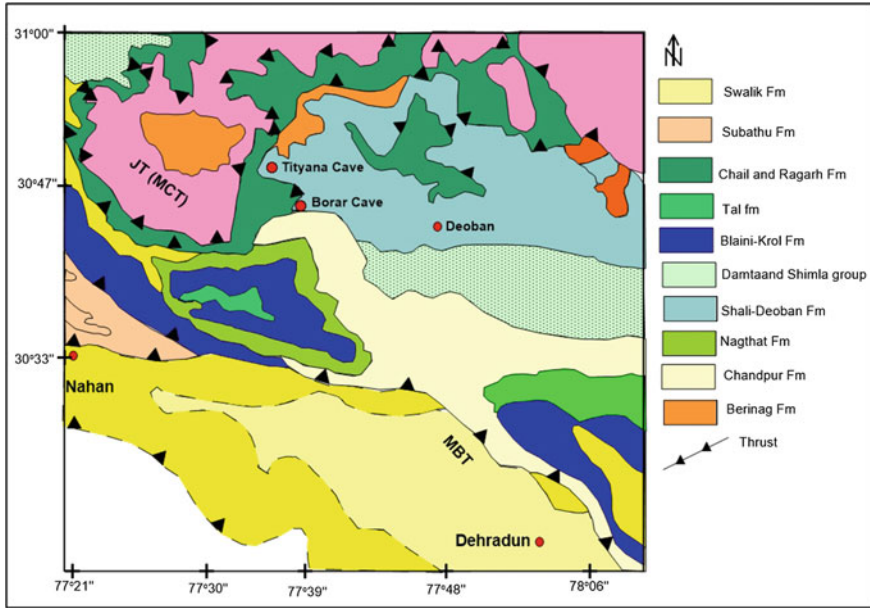 31°00"
30°47"
30°33"
77°21"
77°30"
77°39"
77°48"
78°06"
JT (MCT)
Tityana Cave
Borar Cave
Deoban
Nahan
MBT
Dehradun
N
Swalik Fm
Subathu Fm
Chail and Ragarh Fm
Tal fm
Blaini-Krol Fm
Damtaand Shimla group
Shali-Deoban Fm
Nagthat Fm
Chandpur Fm
Berinag Fm
Thrust